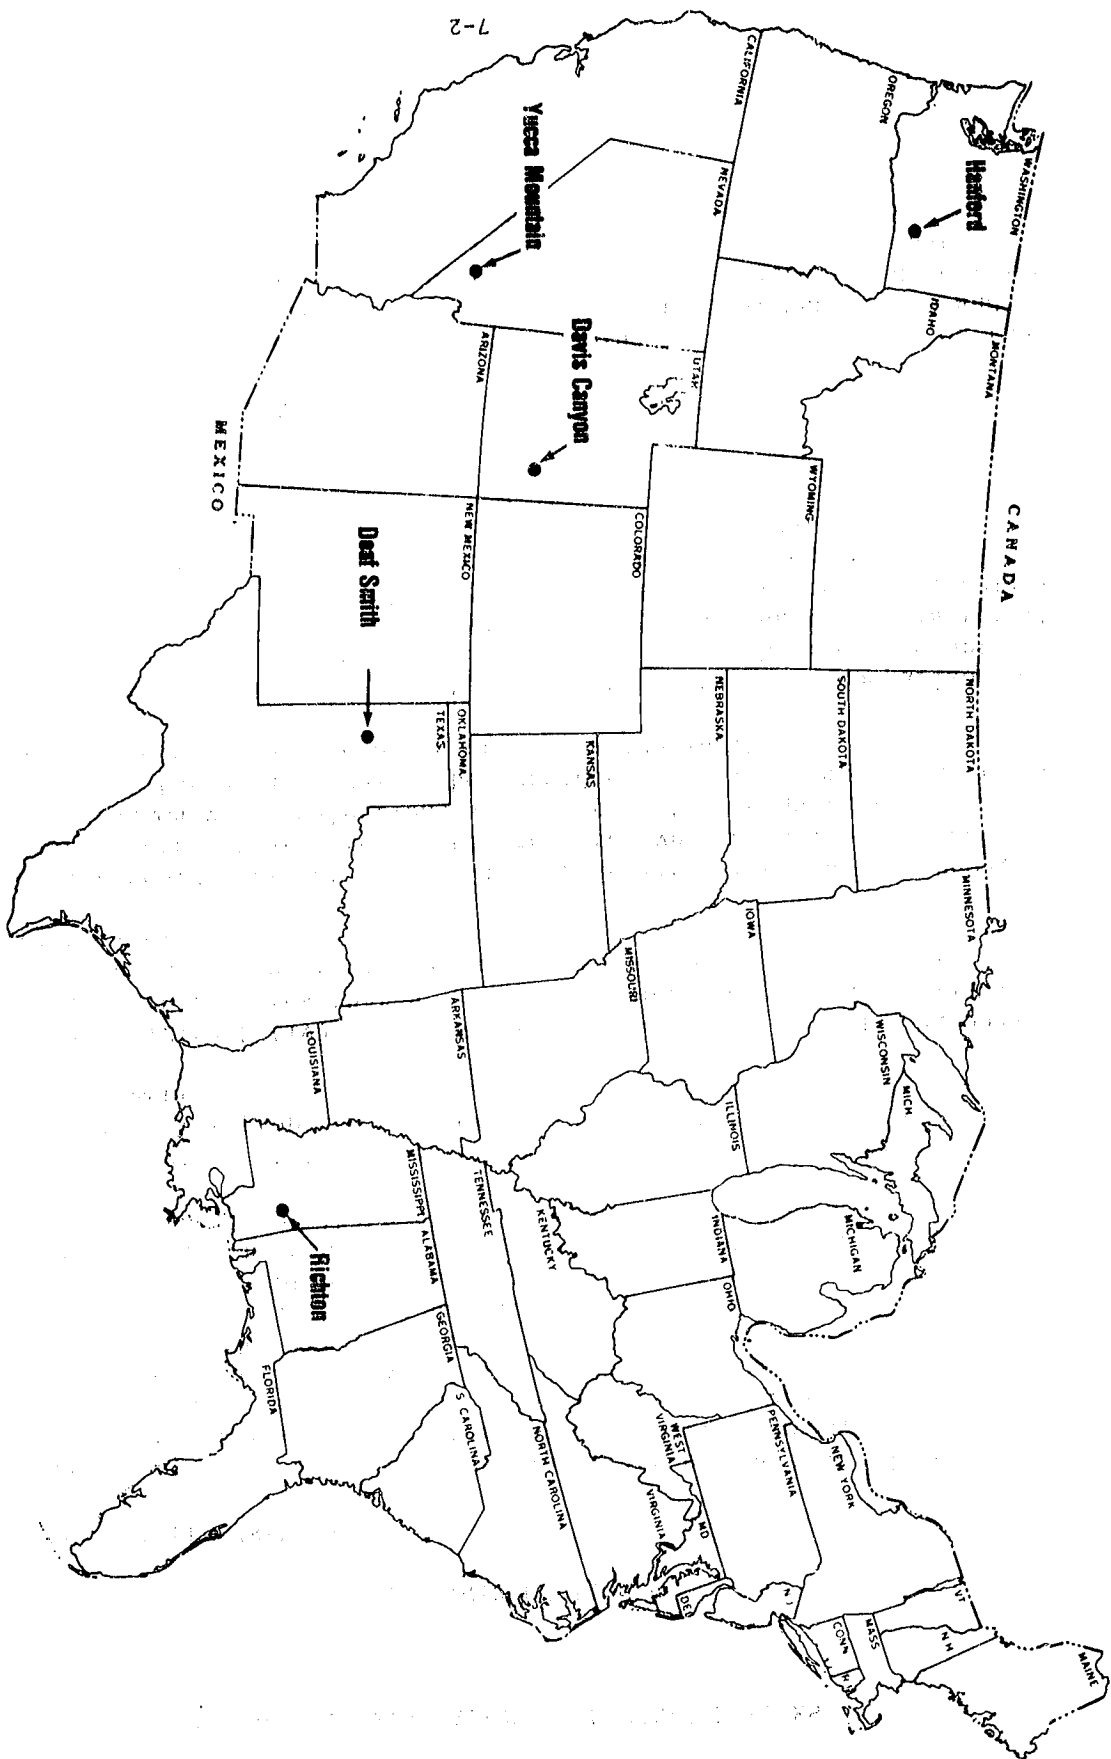 7-2
CANADA
WASHINGTON
Hanford
MONTANA
NORTH DAKOTA
MINNESOTA
OREGON
IDAHO
SOUTH DAKOTA
WISCONSIN
MICH
MICHIGAN
MAINE
VT
N H
NEW YORK
MASS
CONN
WYOMING
NEBRASKA
IOWA
CALIFORNIA
NEVADA
UTAH
COLORADO
KANSAS
MISSOURI
ILLINOIS
INDIANA
OHIO
PENNSYLVANIA
N J
MD
DEL
WEST
VIRGINIA
VIRGINIA
KENTUCKY
Yucca Mountain
Davis Canyon
ARIZONA
NEW MEXICO
OKLAHOMA
TEXAS
ARKANSAS
TENNESSEE
NORTH CAROLINA
S CAROLINA
MISSISSIPPI
ALABAMA
GEORGIA
Deaf Smith
LOUISIANA
Richton
FLORIDA
MEXICO